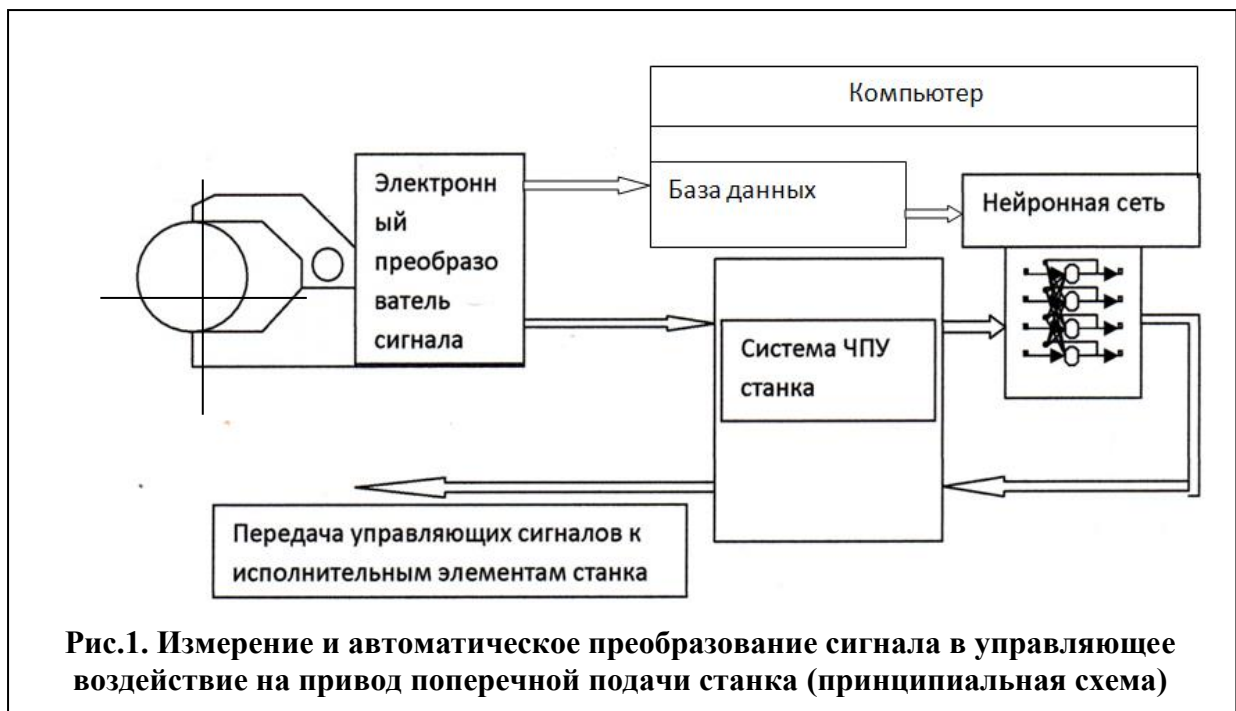 Компьютер
Электронн
ый
преобразо
ватель
сигнала
База данных
Нейронная сеть
Система ЧПУ
станка
Передача управляющих сигналов к
исполнительным элементам станка
Рис.1. Измерение и автоматическое преобразование сигнала в управляющее
воздействие на привод поперечной подачи станка (принципиальная схема)